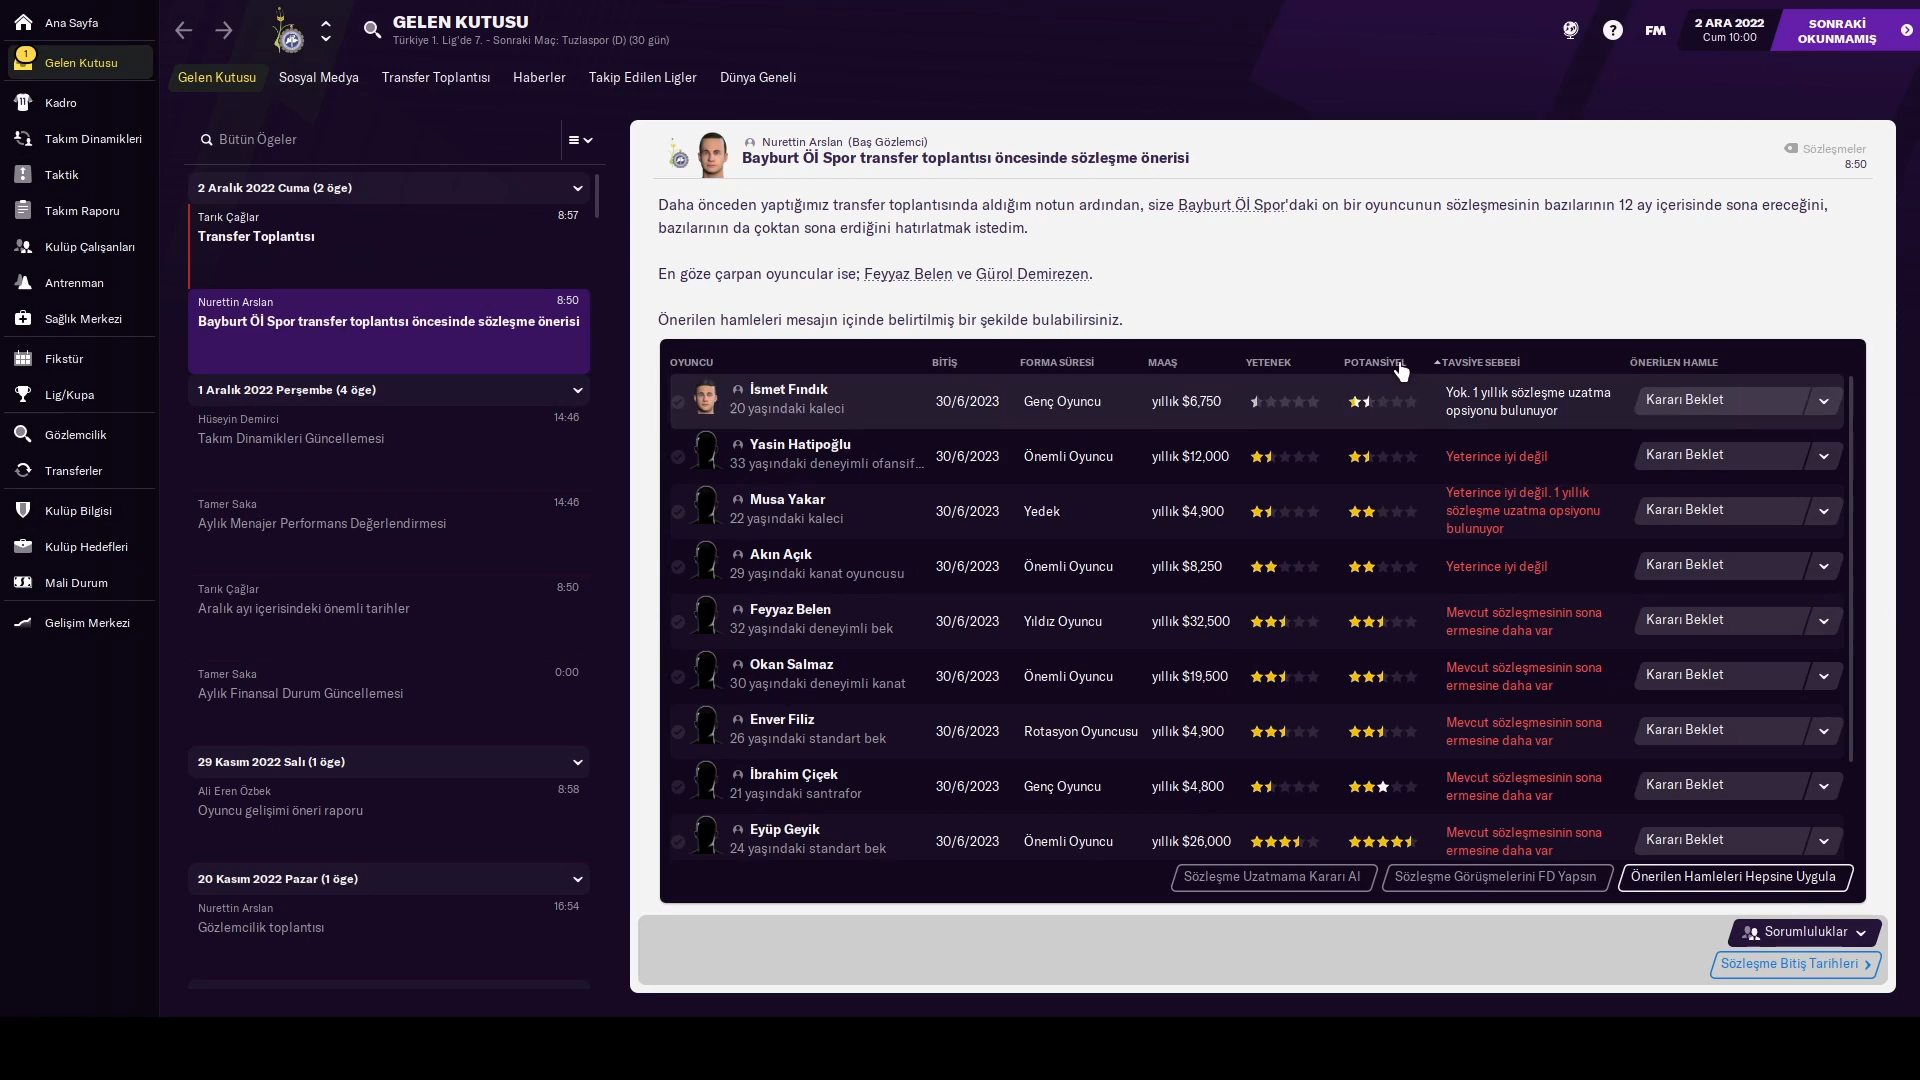 Ana Sayfa
1
Gelen Kutusu
Kadro
Takım Dinamikleri
Taktik
Takım Raporu
Kulüp Çalışanları
Antrenman
Sağlık Merkezi
Fikstür
Lig/Kupa
Gözlemcilik
Transferler
Kulüp Bilgisi
Kulüp Hedefleri
Mali Durum
Gelişim Merkezi
GELEN KUTUSU
Türkiye 1. Lig'de 7. - Sonraki Maç: Tuzlaspor (D) (30 gün)
FM
2 ARA 2022
Cum 10:00
SONRAKİ
OKUNMAMIŞ
Gelen Kutusu Sosyal Medya Transfer Toplantısı Haberler Takip Edilen Ligler Dünya Geneli
Bütün Ögeler
2 Aralık 2022 Cuma (2 öge)
Tarık Çağlar 8:57
Transfer Toplantısı
Nurettin Arslan 8:50
Bayburt Öİ Spor transfer toplantısı öncesinde sözleşme önerisi
1 Aralık 2022 Perşembe (4 öge)
Hüseyin Demirci 14:46
Takım Dinamikleri Güncellemesi
Tamer Saka 14:46
Aylık Menajer Performans Değerlendirmesi
Tarık Çağlar 8:50
Aralık ayı içerisindeki önemli tarihler
Tamer Saka 0:00
Aylık Finansal Durum Güncellemesi
29 Kasım 2022 Salı (1 öge)
Ali Eren Özbek 8:58
Oyuncu gelişimi öneri raporu
20 Kasım 2022 Pazar (1 öge)
Nurettin Arslan 16:54
Gözlemcilik toplantısı
Nurettin Arslan (Baş Gözlemci)
Bayburt Öİ Spor transfer toplantısı öncesinde sözleşme önerisi
Sözleşmeler
8:50
Daha önceden yaptığımız transfer toplantısında aldığım notun ardından, size Bayburt Öİ Spor'daki on bir oyuncunun sözleşmesinin bazılarının 12 ay içerisinde sona ereceğini,
bazılarının da çoktan sona erdiğini hatırlatmak istedim.
En göze çarpan oyuncular ise; Feyyaz Belen ve Gürol Demirezen.
Önerilen hamleleri mesajın içinde belirtilmiş bir şekilde bulabilirsiniz.
OYUNCU BİTİŞ FORMA SÜRESİ MAAŞ YETENEK POTANSİYEL TAVSİYE SEBEBİ ÖNERİLEN HAMLE
İsmet Fındık
20 yaşındaki kaleci
30/6/2023 Genç Oyuncu yıllık $6,750
Yok. 1 yıllık sözleşme uzatma
opsiyonu bulunuyor
Kararı Beklet
Yasin Hatipoğlu
33 yaşındaki deneyimli ofansif...
30/6/2023 Önemli Oyuncu yıllık $12,000 Yeterince iyi değil Kararı Beklet
Musa Yakar
22 yaşındaki kaleci
30/6/2023 Yedek yıllık $4,900
Yeterince iyi değil. 1 yıllık
sözleşme uzatma opsiyonu
bulunuyor
Kararı Beklet
Akın Açık
29 yaşındaki kanat oyuncusu
30/6/2023 Önemli Oyuncu yıllık $8,250 Yeterince iyi değil Kararı Beklet
Feyyaz Belen
32 yaşındaki deneyimli bek
30/6/2023 Yıldız Oyuncu yıllık $32,500
Mevcut sözleşmesinin sona
ermesine daha var
Kararı Beklet
Okan Salmaz
30 yaşındaki deneyimli kanat
30/6/2023 Önemli Oyuncu yıllık $19,500
Mevcut sözleşmesinin sona
ermesine daha var
Kararı Beklet
Enver Filiz
26 yaşındaki standart bek
30/6/2023 Rotasyon Oyuncusu yıllık $4,900
Mevcut sözleşmesinin sona
ermesine daha var
Kararı Beklet
İbrahim Çiçek
21 yaşındaki santrafor
30/6/2023 Genç Oyuncu yıllık $4,800
Mevcut sözleşmesinin sona
ermesine daha var
Kararı Beklet
Eyüp Geyik
24 yaşındaki standart bek
30/6/2023 Önemli Oyuncu yıllık $26,000
Mevcut sözleşmesinin sona
ermesine daha var
Kararı Beklet
Sözleşme Uzatmama Kararı Al Sözleşme Görüşmelerini FD Yapsın Önerilen Hamleleri Hepsine Uygula
Sorumluluklar
Sözleşme Bitiş Tarihleri